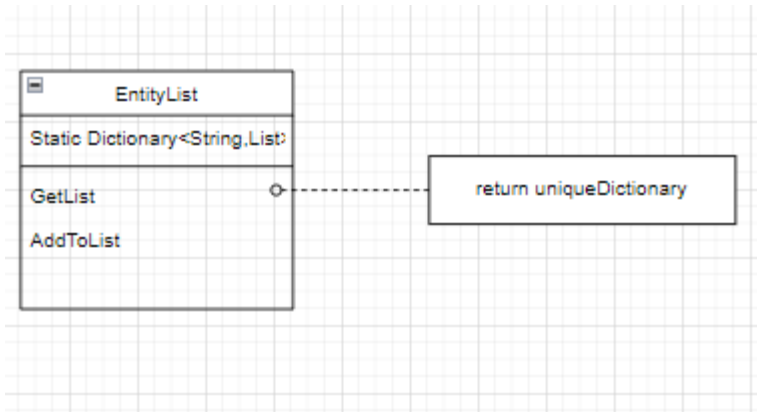 EntityList
Static Dictionary<String,List>
GetList
return uniqueDictionary
AddToList